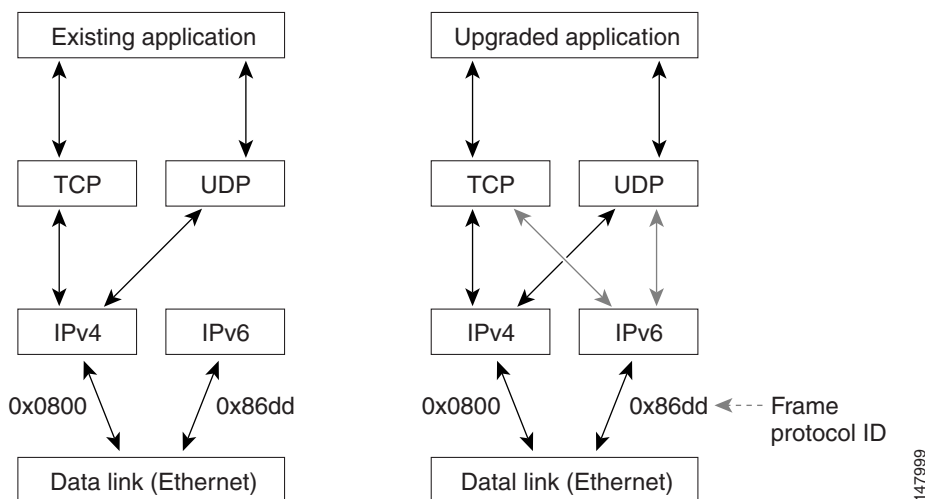 Existing application
TCP
UDP
IPv4
IPv6
0x0800
0x86dd
Data link (Ethernet)
Upgraded application
TCP
UDP
IPv4
IPv6
0x0800
0x86dd
Frame
protocol ID
Datal link (Ethernet)
147999